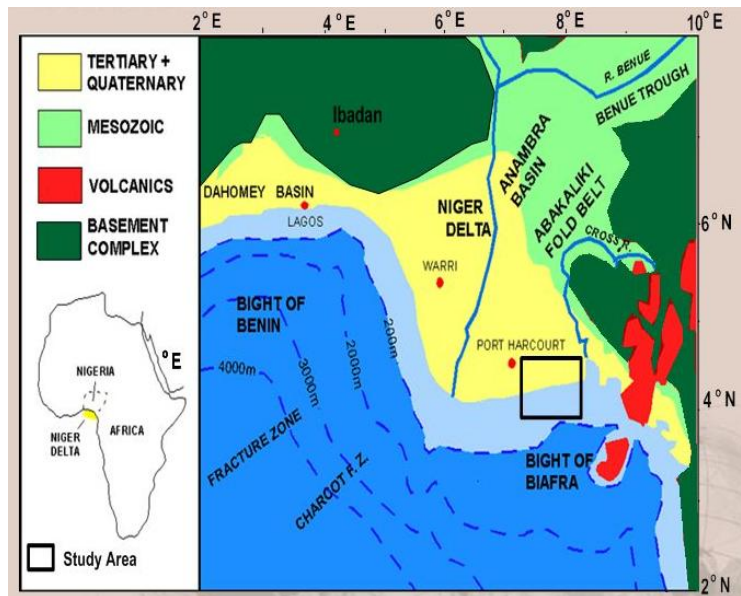 2°E
4°E
6°E
8°E
10°E
TERTIARY +
QUATERNARY
MESOZOIC
VOLCANICS
BASEMENT
COMPLEX
°E
NIGERIA
AFRICA
NIGER
DELTA
Study Area
Ibadan
R. BENUE
BENUE TROUGH
ANAMBRA
BASIN
ABAKALIKI
FOLD BELT
DAHOMEY BASIN
LAGOS
NIGER
DELTA
CROSS R.
6°N
WARRI
BIGHT OF
BENIN
200m
2000m
3000m
4000m
PORT HARCOURT
4°N
FRACTURE ZONE
CHARCOT F. Z.
BIGHT OF
BIAFRA
2°N